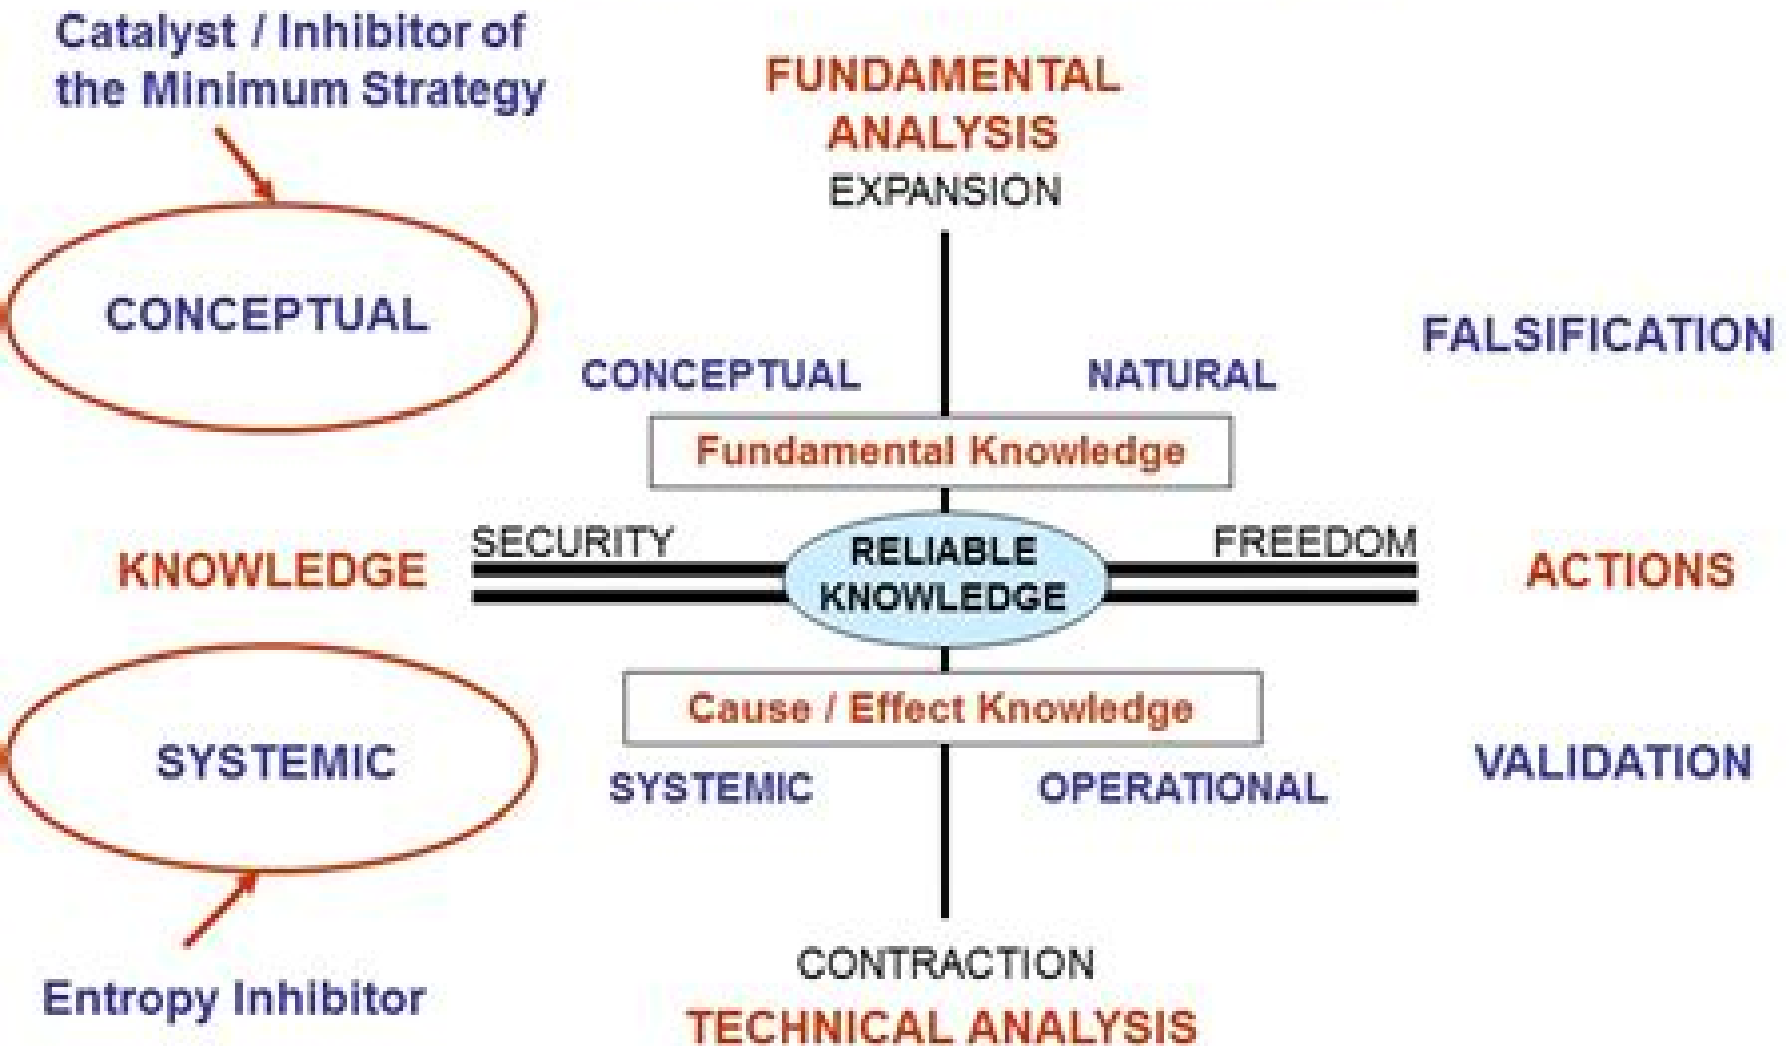 Catalyst / Inhibitor of
the Minimum Strategy
FUNDAMENTAL
ANALYSIS
EXPANSION
CONCEPTUAL
FALSIFICATION
CONCEPTUAL
NATURAL
Fundamental Knowledge
SECURITY
FREEDOM
RELIABLE
KNOWLEDGE
KNOWLEDGE
ACTIONS
Cause / Effect Knowledge
SYSTEMIC
VALIDATION
SYSTEMIC
OPERATIONAL
CONTRACTION
Entropy Inhibitor
TECHNICAL ANALYSIS